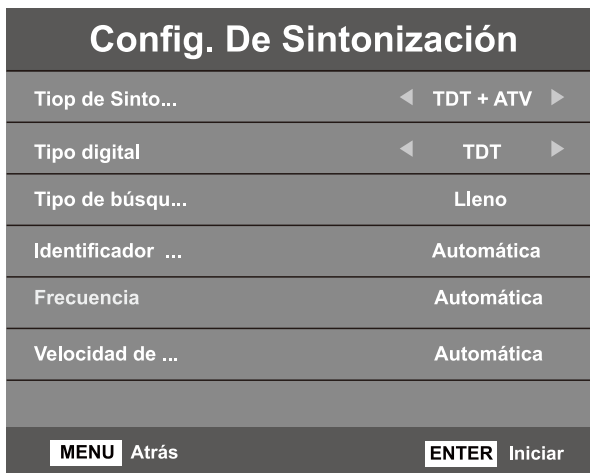 Config. De Sintonización
Tiop de Sinto... TDT + ATV
Tipo digital TDT
Tipo de búsqu... Lleno
Identificador ... Automática
Frecuencia Automática
Velocidad de ... Automática
MENU Atrás ENTER Iniciar